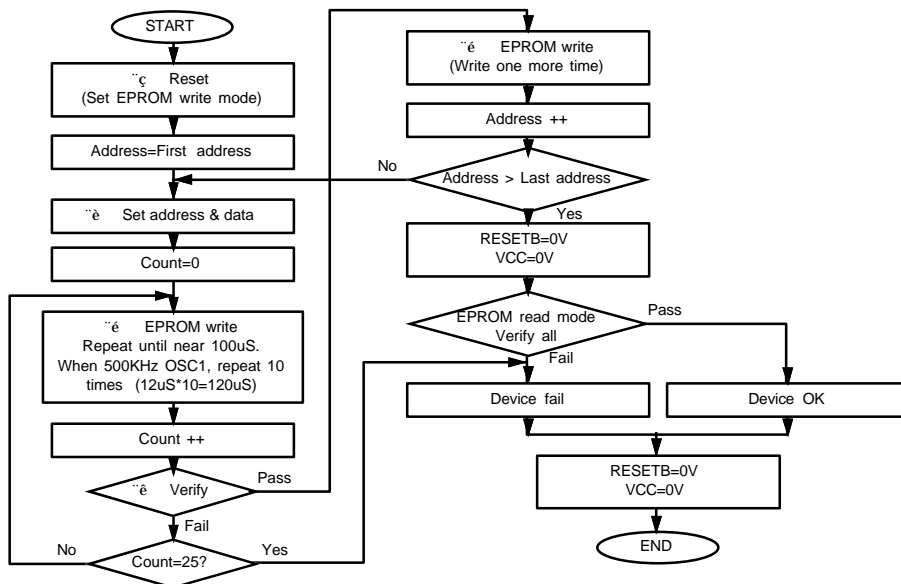 START
¨ç Reset
(Set EPROM write mode)
Address=First address
¨è Set address & data
Count=0
¨é EPROM write
Repeat until near 100uS.
When 500KHz OSC1, repeat 10
times (12uS*10=120uS)
Count ++
¨ê Verify
Pass
Fail
No
Count=25?
Yes
¨é EPROM write
(Write one more time)
Address ++
No
Address > Last address
Yes
RESETB=0V
VCC=0V
EPROM read mode
Verify all
Pass
Fail
Device fail
Device OK
RESETB=0V
VCC=0V
END